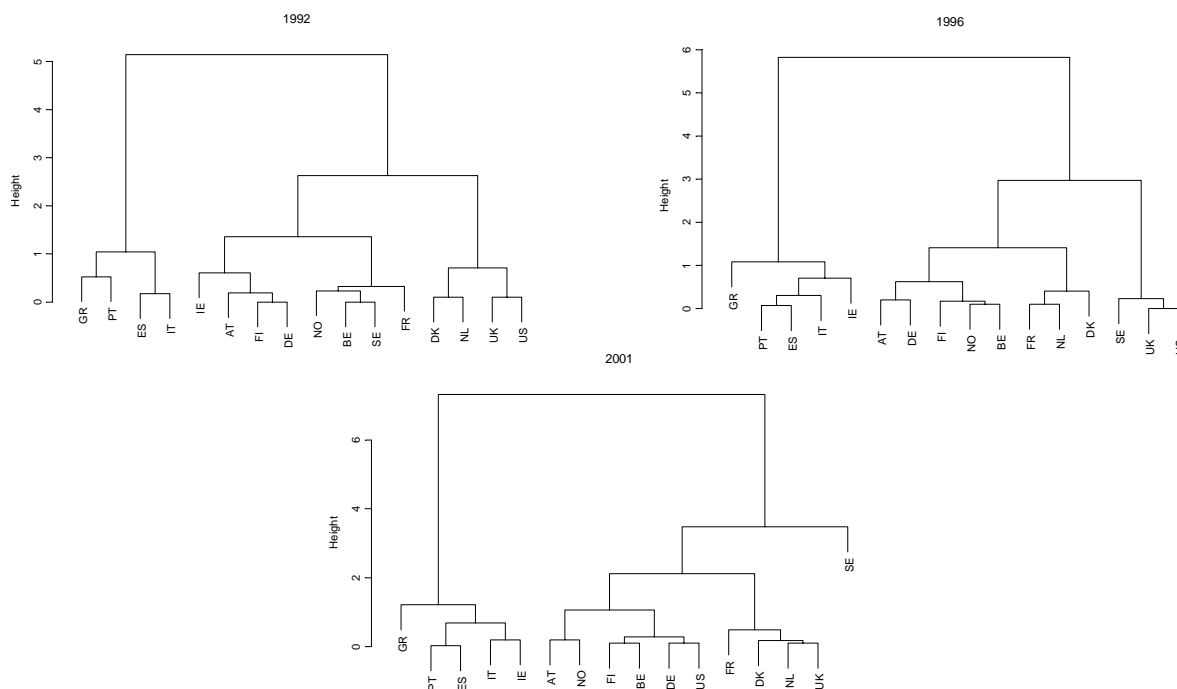 1992
Height
0
1
2
3
4
5
GR
PT
ES
IT
IE
AT
FI
DE
NO
BE
SE
FR
DK
NL
UK
US
1996
Height
0
1
2
3
4
5
6
GR
PT
ES
IT
IE
AT
DE
FI
NO
BE
FR
NL
DK
SE
UK
2001
Height
0
2
4
6
GR
PT
ES
IT
IE
AT
NO
FI
BE
DE
US
FR
DK
NL
UK
SE